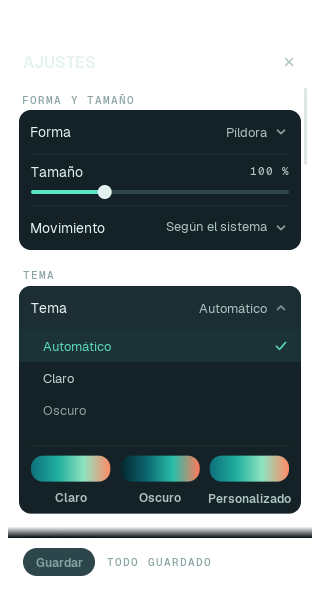 AJUSTES
FORMA Y TAMAÑO
Forma Píldora
Tamaño 100 %
Movimiento Según el sistema
TEMA
Tema Automático
Automático
Claro
Oscuro
Claro Oscuro Personalizado
Guardar TODO GUARDADO